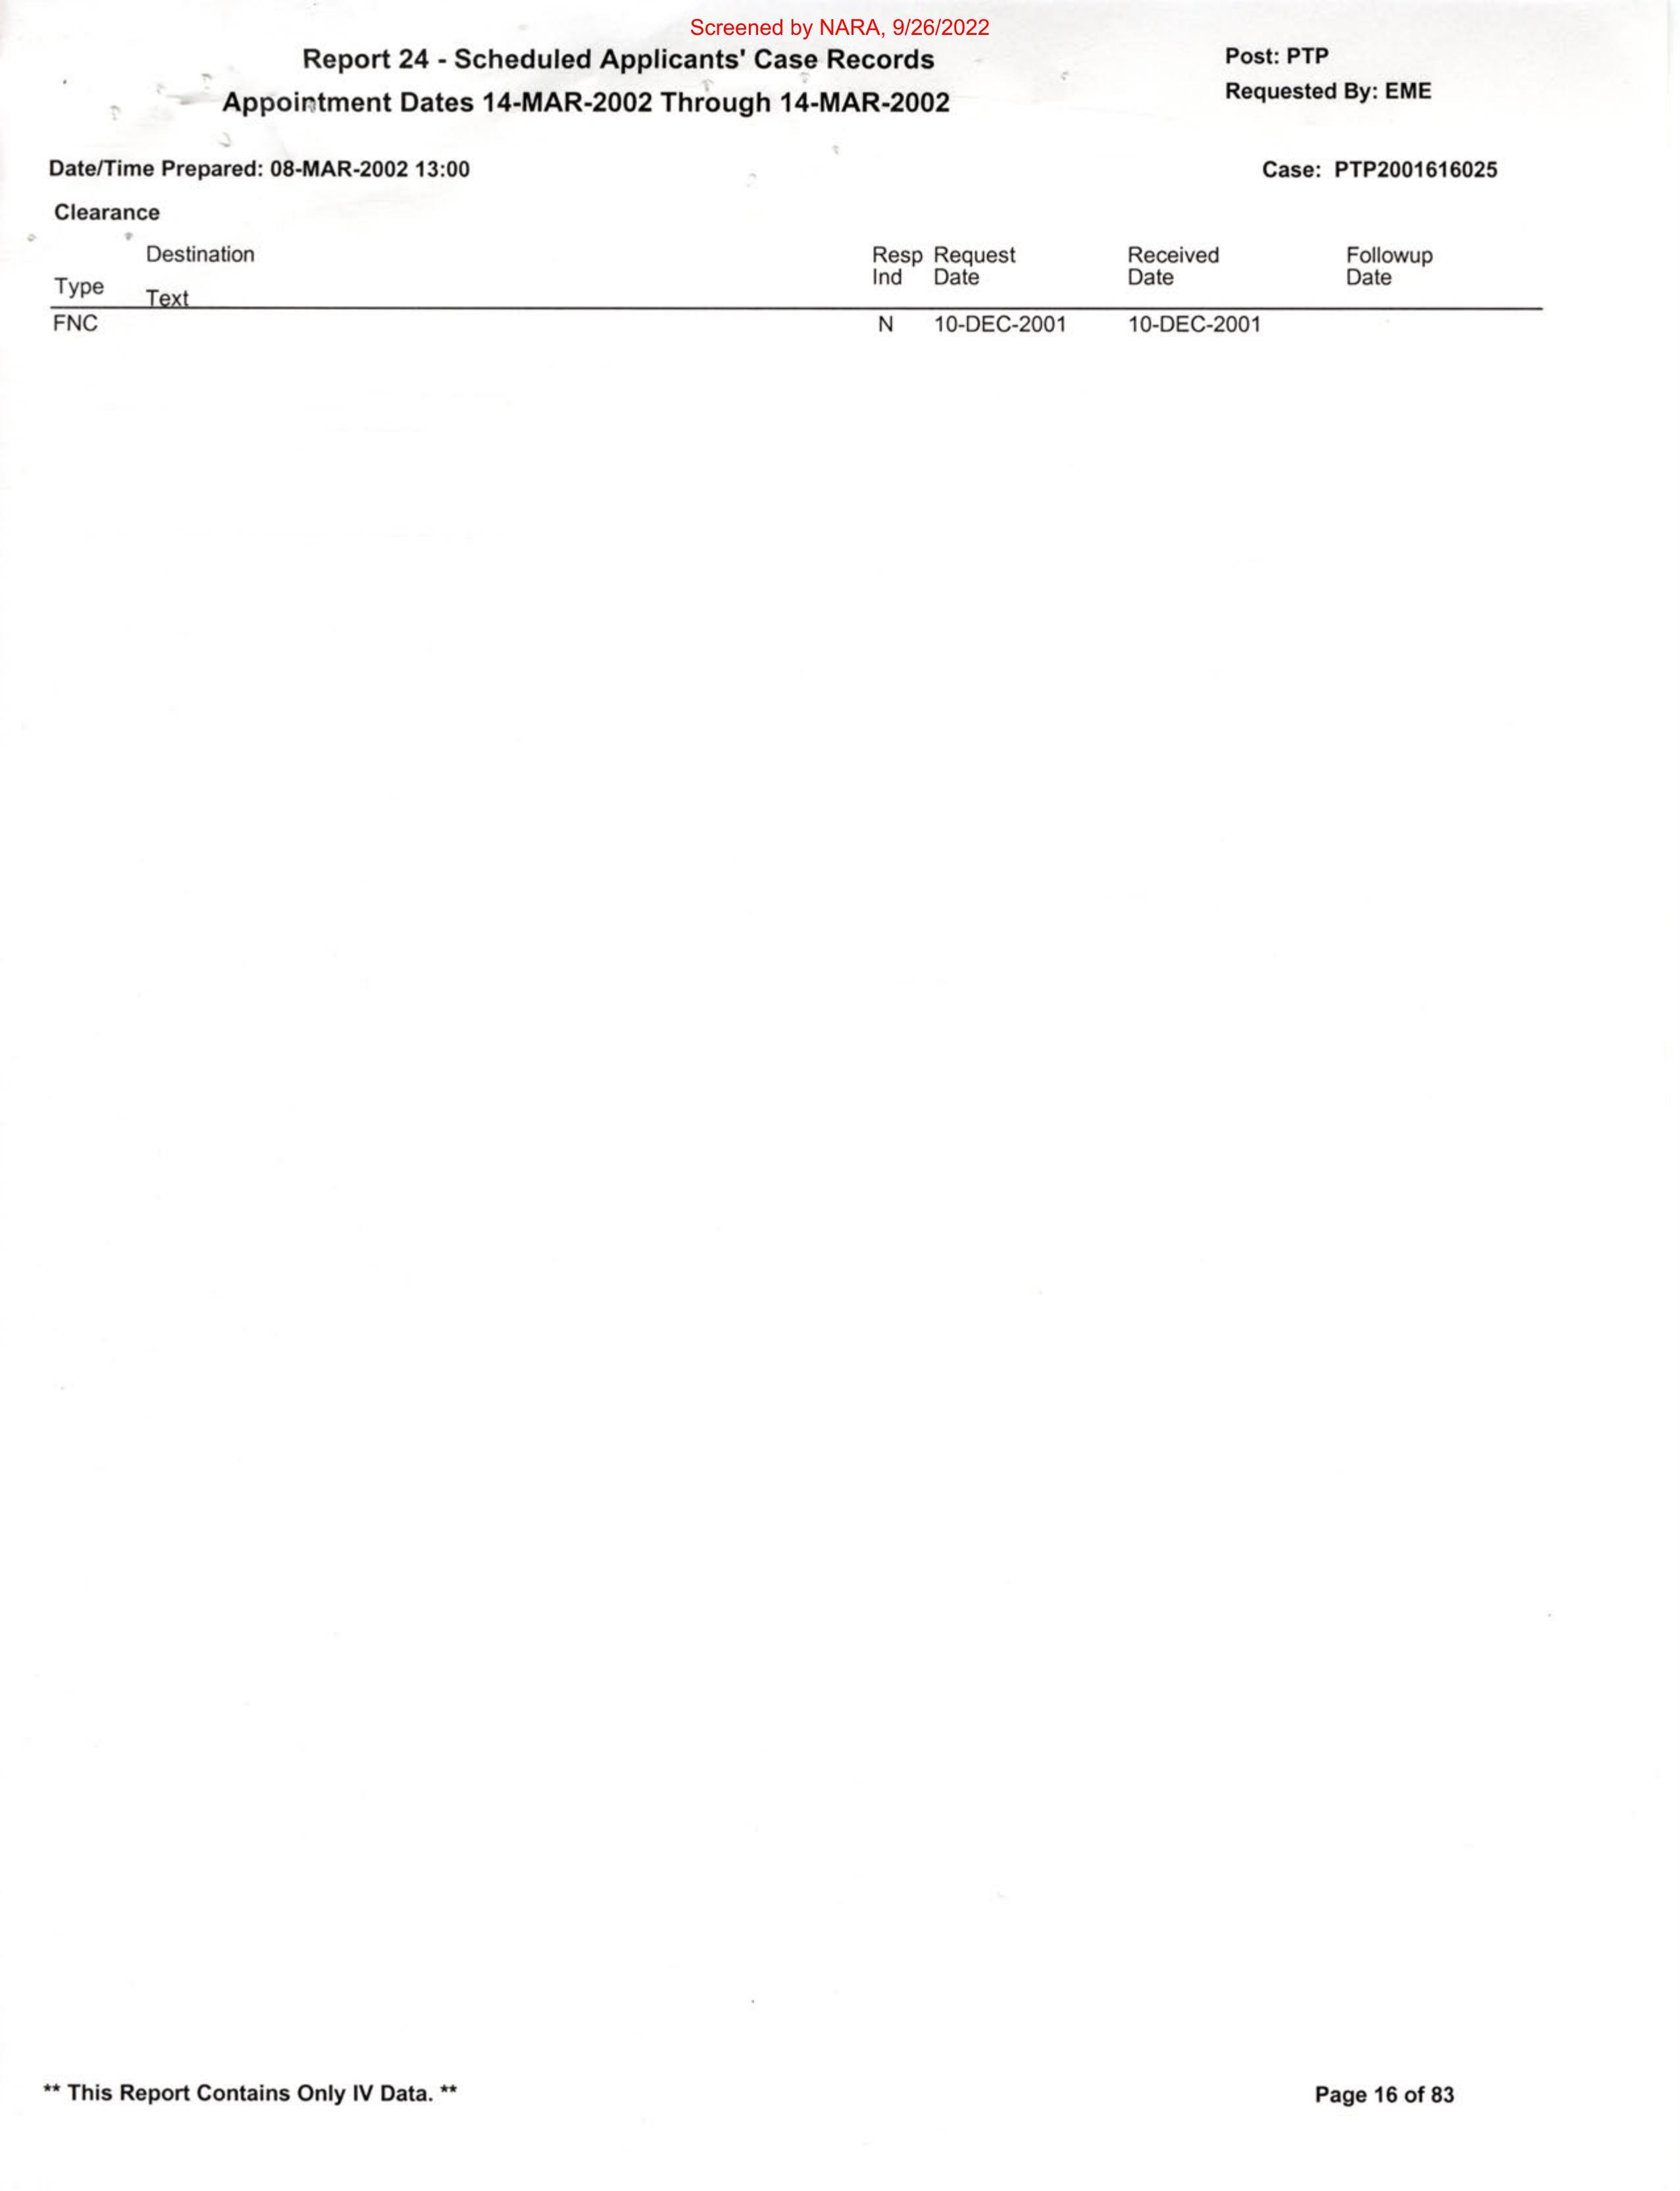 Screened by NARA, 9/26/2022
Report 24 - Scheduled Applicants' Case Records
Post: PTP
Appointment Dates 14-MAR-2002 Through 14-MAR-2002
Requested By: EME
Date/Time Prepared: 08-MAR-2002 13:00
Case: PTP2001616025
Clearance
Destination Resp Request Received Followup
Type Text Ind Date Date Date
FNC N 10-DEC-2001 10-DEC-2001
** This Report Contains Only IV Data. **
Page 16 of 83